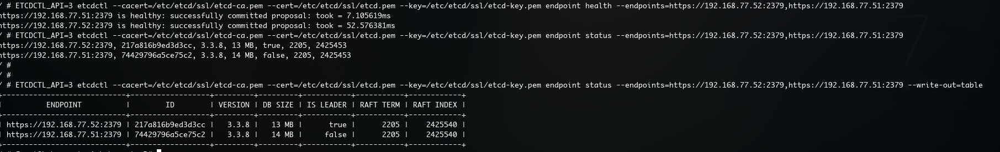 / # ETCDCTL_API=3 etcdctl --cacert=/etc/etcd/ssl/etcd-ca.pem --cert=/etc/etcd/ssl/etcd.pem --key=/etc/etcd/ssl/etcd-key.pem endpoint health --endpoints=https://192.168.77.52:2379,https://192.168.77.51:2379
https://192.168.77.51:2379 is healthy: successfully committed proposal: took = 7.105619ms
https://192.168.77.52:2379 is healthy: successfully committed proposal: took = 52.576381ms
/ # ETCDCTL_API=3 etcdctl --cacert=/etc/etcd/ssl/etcd-ca.pem --cert=/etc/etcd/ssl/etcd.pem --key=/etc/etcd/ssl/etcd-key.pem endpoint status --endpoints=https://192.168.77.52:2379,https://192.168.77.51:2379
https://192.168.77.52:2379, 217a816b9ed3d3cc, 3.3.8, 13 MB, true, 2205, 2425453
https://192.168.77.51:2379, 74429796a5ce75c2, 3.3.8, 14 MB, false, 2205, 2425453
/ #
/ #
/ # ETCDCTL_API=3 etcdctl --cacert=/etc/etcd/ssl/etcd-ca.pem --cert=/etc/etcd/ssl/etcd.pem --key=/etc/etcd/ssl/etcd-key.pem endpoint status --endpoints=https://192.168.77.52:2379,https://192.168.77.51:2379 --write-out=table
+----------------------------+------------------+---------+---------+-----------+-----------+------------+
| ENDPOINT | ID | VERSION | DB SIZE | IS LEADER | RAFT TERM | RAFT INDEX |
+----------------------------+------------------+---------+---------+-----------+-----------+------------+
| https://192.168.77.52:2379 | 217a816b9ed3d3cc | 3.3.8 | 13 MB | true | 2205 | 2425540 |
| https://192.168.77.51:2379 | 74429796a5ce75c2 | 3.3.8 | 14 MB | false | 2205 | 2425540 |
+----------------------------+------------------+---------+---------+-----------+-----------+------------+